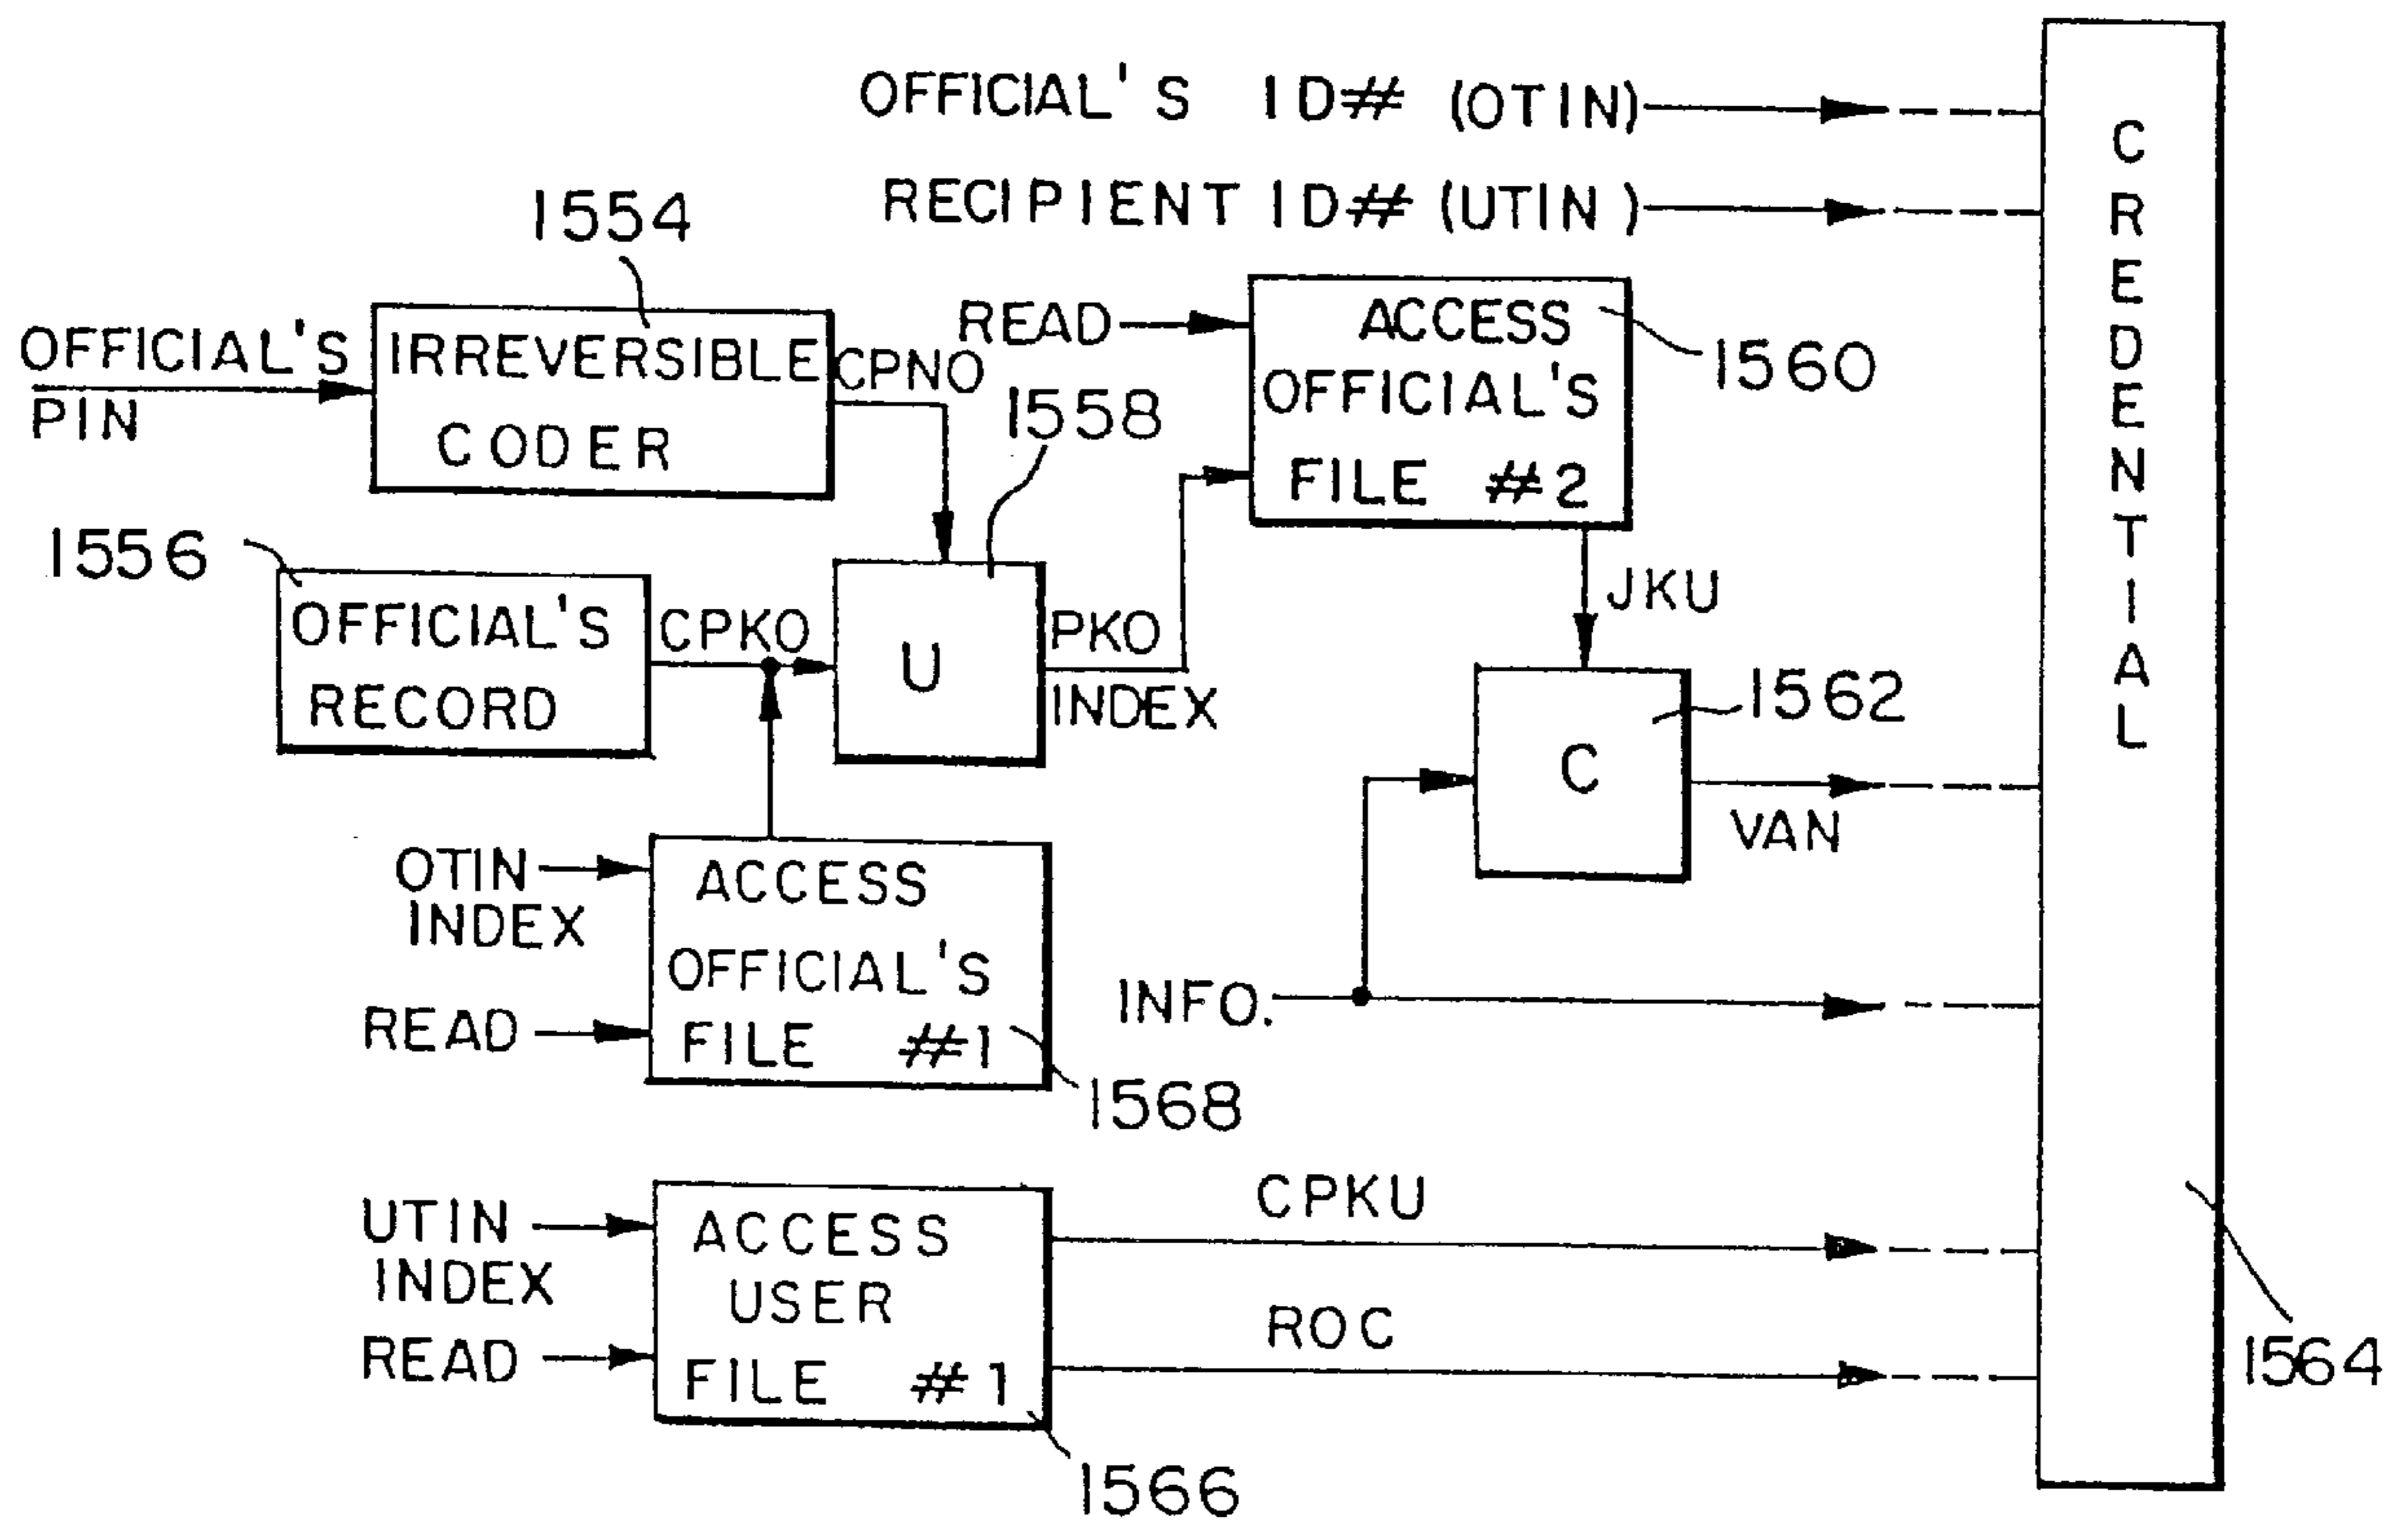 OFFICIAL'S ID# (OTIN)
RECIPIENT ID# (UTIN)
CREDENTIAL
1554
OFFICIAL'S
PIN
IRREVERSIBLE
CODER
CPNO
READ
ACCESS
OFFICIAL'S
FILE #2
1560
1558
1556
OFFICIAL'S
RECORD
CPKO
U
PKO
INDEX
JKU
C
1562
VAN
OTIN
INDEX
READ
ACCESS
OFFICIAL'S
FILE #1
1568
INFO.
UTIN
INDEX
READ
ACCESS
USER
FILE #1
1566
CPKU
ROC
1564